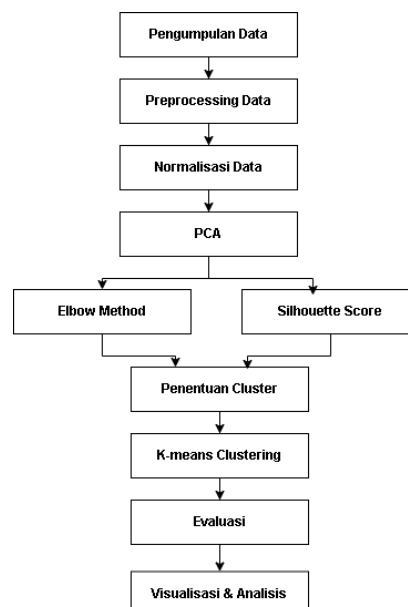 Pengumpulan Data
Preprocessing Data
Normalisasi Data
PCA
Elbow Method
Silhouette Score
Penentuan Cluster
K-means Clustering
Evaluasi
Visualisasi & Analisis